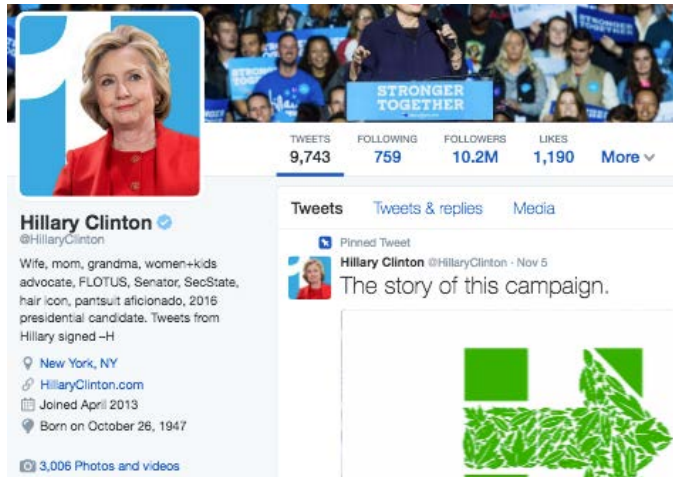 STRONGER
TOGETHER
STRONGER
TOGETHER
TWEETS
9,743
FOLLOWING
759
FOLLOWERS
10.2M
LIKES
1,190
More
Hillary Clinton
@HillaryClinton
Wife, mom, grandma, women+kids
advocate, FLOTUS, Senator, SecState,
hair icon, pantsuit aficionado, 2016
presidential candidate. Tweets from
Hillary signed –H
New York, NY
HillaryClinton.com
Joined April 2013
Born on October 26, 1947
3,006 Photos and videos
Tweets Tweets & replies Media
Pinned Tweet
Hillary Clinton @HillaryClinton · Nov 5
The story of this campaign.